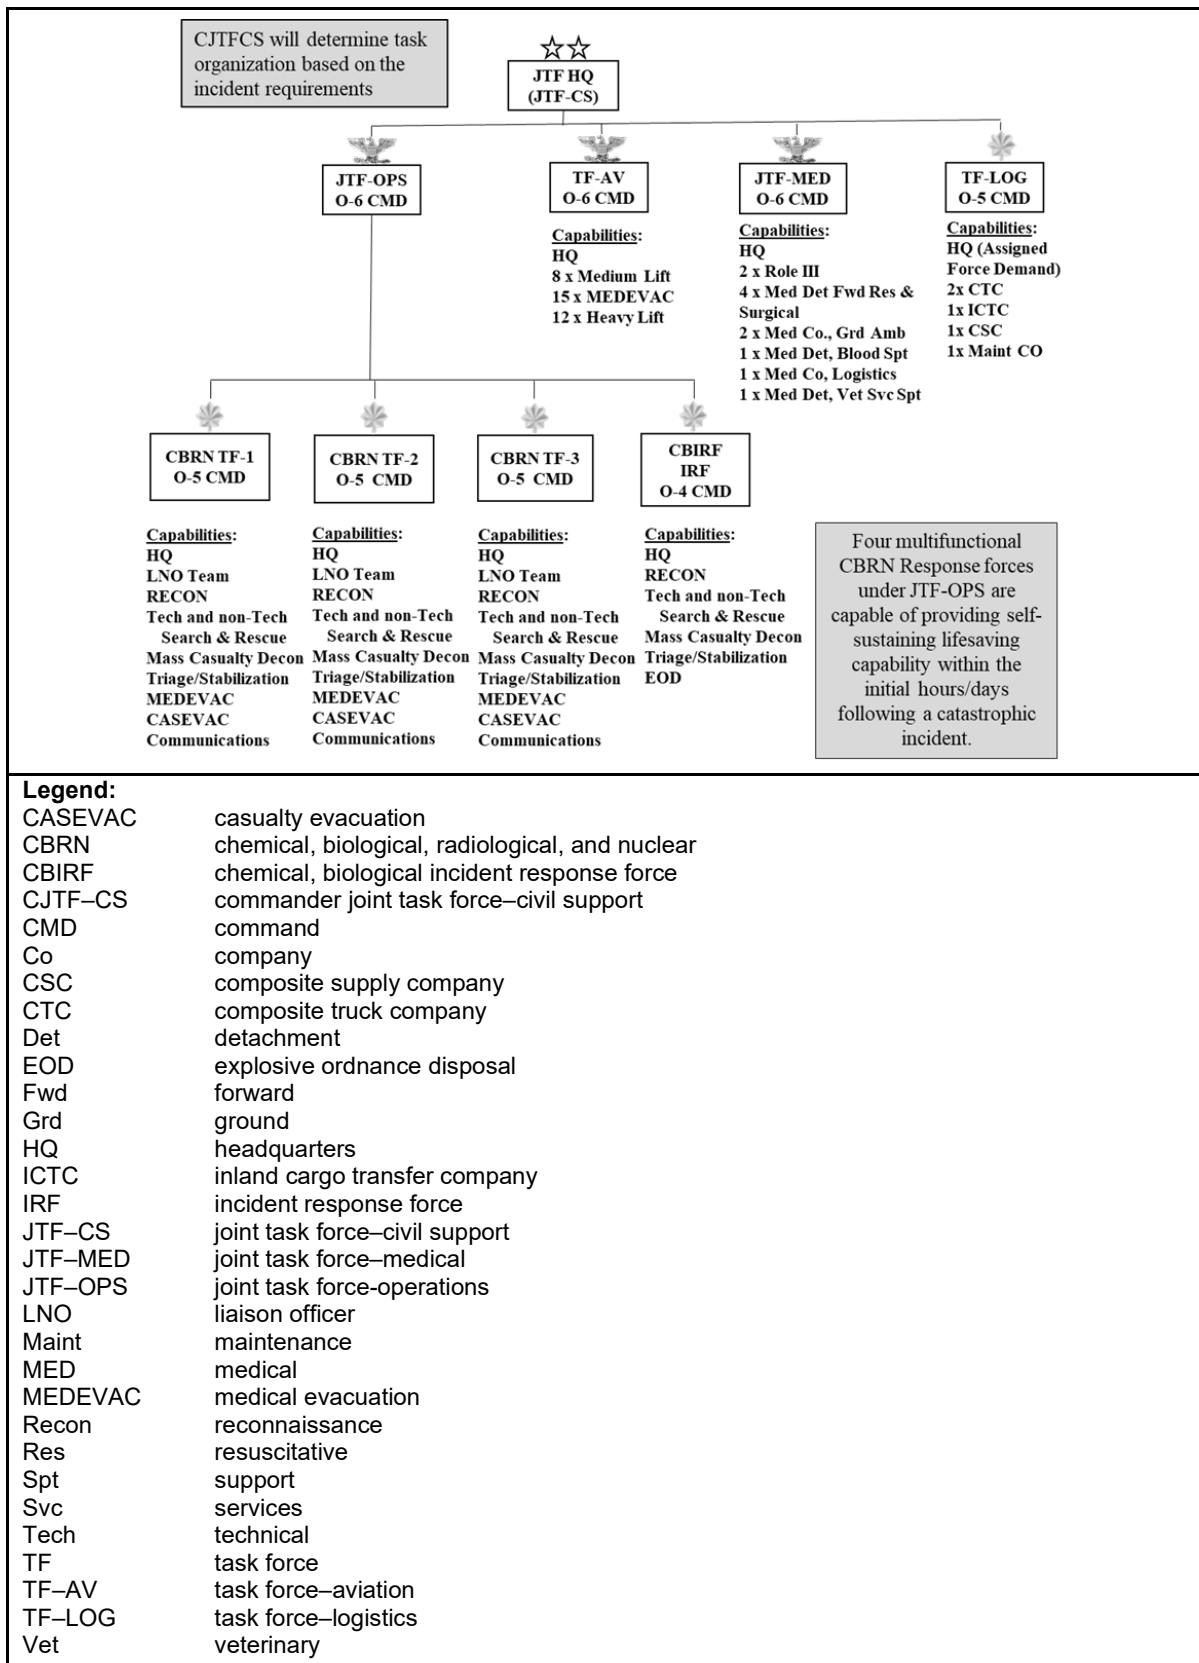 CJTFCS will determine task
organization based on the
incident requirements
JTF HQ
(JTF-CS)
JTF-OPS
O-6 CMD
TF-AV
O-6 CMD
Capabilities:
HQ
8 x Medium Lift
15 x MEDEVAC
12 x Heavy Lift
JTF-MED
O-6 CMD
Capabilities:
HQ
2 x Role III
4 x Med Det Fwd Res &
Surgical
2 x Med Co., Grd Amb
1 x Med Det, Blood Spt
1 x Med Co, Logistics
1 x Med Det, Vet Svc Spt
TF-LOG
O-5 CMD
Capabilities:
HQ (Assigned
Force Demand)
2x CTC
1x ICTC
1x CSC
1x Maint CO
CBRN TF-1
O-5 CMD
Capabilities:
HQ
LNO Team
RECON
Tech and non-Tech
Search & Rescue
Mass Casualty Decon
Triage/Stabilization
MEDEVAC
CASEVAC
Communications
CBRN TF-2
O-5 CMD
Capabilities:
HQ
LNO Team
RECON
Tech and non-Tech
Search & Rescue
Mass Casualty Decon
Triage/Stabilization
MEDEVAC
CASEVAC
Communications
CBRN TF-3
O-5 CMD
Capabilities:
HQ
LNO Team
RECON
Tech and non-Tech
Search & Rescue
Mass Casualty Decon
Triage/Stabilization
MEDEVAC
CASEVAC
Communications
CBIRF
IRF
O-4 CMD
Capabilities:
HQ
RECON
Tech and non-Tech
Search & Rescue
Mass Casualty Decon
Triage/Stabilization
EOD
Four multifunctional
CBRN Response forces
under JTF-OPS are
capable of providing self-
sustaining lifesaving
capability within the
initial hours/days
following a catastrophic
incident.
Legend:
CASEVAC casualty evacuation
CBRN chemical, biological, radiological, and nuclear
CBIRF chemical, biological incident response force
CJTF–CS commander joint task force–civil support
CMD command
Co company
CSC composite supply company
CTC composite truck company
Det detachment
EOD explosive ordnance disposal
Fwd forward
Grd ground
HQ headquarters
ICTC inland cargo transfer company
IRF incident response force
JTF–CS joint task force–civil support
JTF–MED joint task force–medical
JTF–OPS joint task force-operations
LNO liaison officer
Maint maintenance
MED medical
MEDEVAC medical evacuation
Recon reconnaissance
Res resuscitative
Spt support
Svc services
Tech technical
TF task force
TF–AV task force–aviation
TF–LOG task force–logistics
Vet veterinary